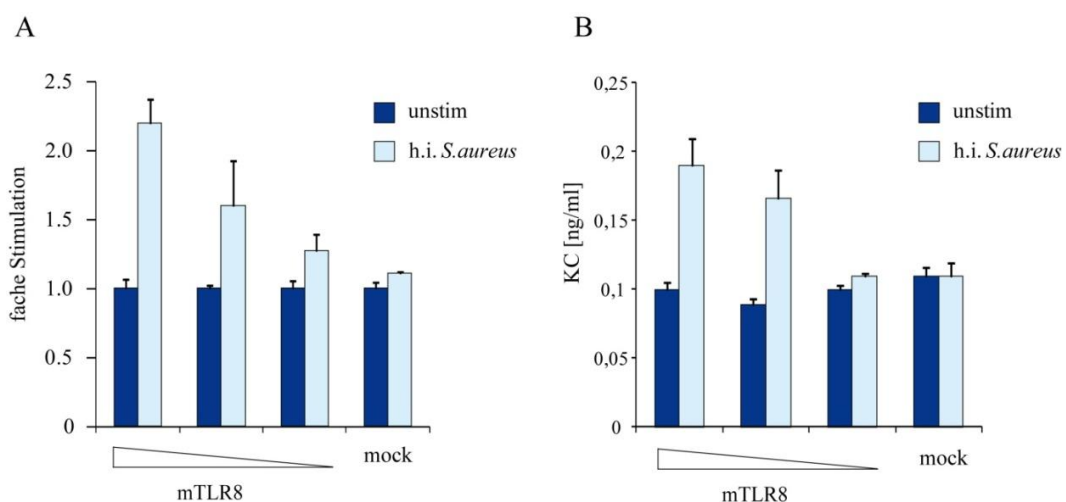 A
2.5
2.0
1.5
1.0
0.5
0
fache Stimulation
unstim
h.i. S.aureus
mTLR8
mock
B
0,25
0,2
0,15
0,1
0,05
0
KC [ng/ml]
unstim
h.i. S.aureus
mTLR8
mock